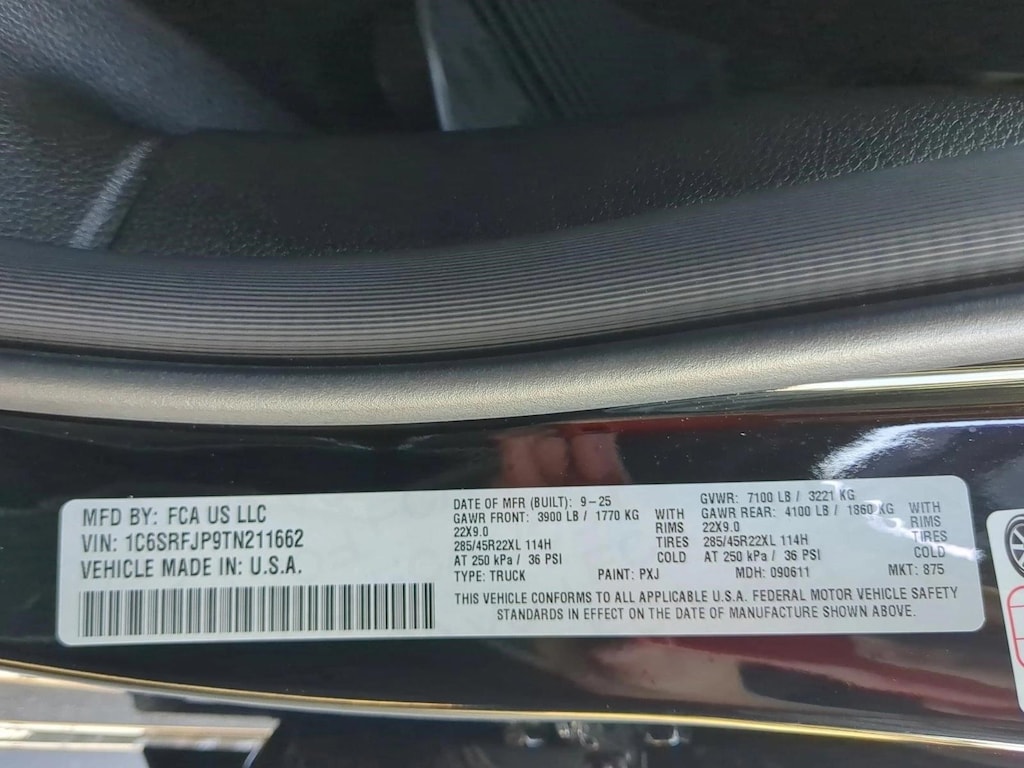 MFD BY: FCA US LLC
VIN: 1C6SRFJP9TN211662
VEHICLE MADE IN: U.S.A.
DATE OF MFR (BUILT): 9-25
GAWR FRONT: 3900 LB / 1770 KG WITH
22X9.0 RIMS
285/45R22XL 114H TIRES
AT 250 kPa / 36 PSI COLD
GVWR: 7100 LB / 3221 KG
GAWR REAR: 4100 LB / 1860 KG WITH
22X9.0 RIMS
285/45R22XL 114H TIRES
AT 250 kPa / 36 PSI COLD
TYPE: TRUCK PAINT: PXJ MDH: 090611 MKT: 875
THIS VEHICLE CONFORMS TO ALL APPLICABLE U.S.A. FEDERAL MOTOR VEHICLE SAFETY
STANDARDS IN EFFECT ON THE DATE OF MANUFACTURE SHOWN ABOVE.